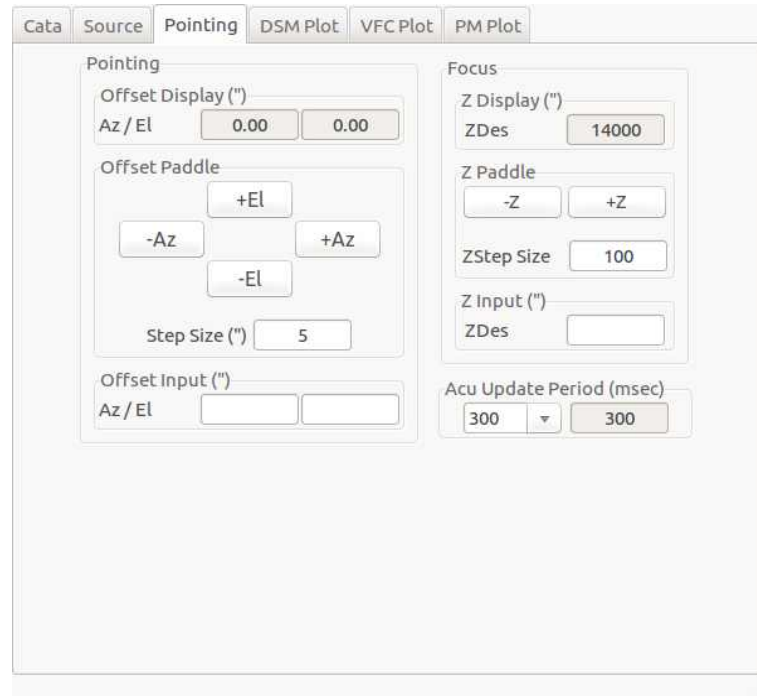 Cata Source Pointing DSM Plot VFC Plot PM Plot
Pointing
Offset Display (")
Az / El 0.00 0.00
Offset Paddle
+El
-Az +Az
-El
Step Size (") 5
Offset Input (")
Az / El
Focus
Z Display (")
ZDes 14000
Z Paddle
-Z +Z
ZStep Size 100
Z Input (")
ZDes
Acu Update Period (msec)
300 300